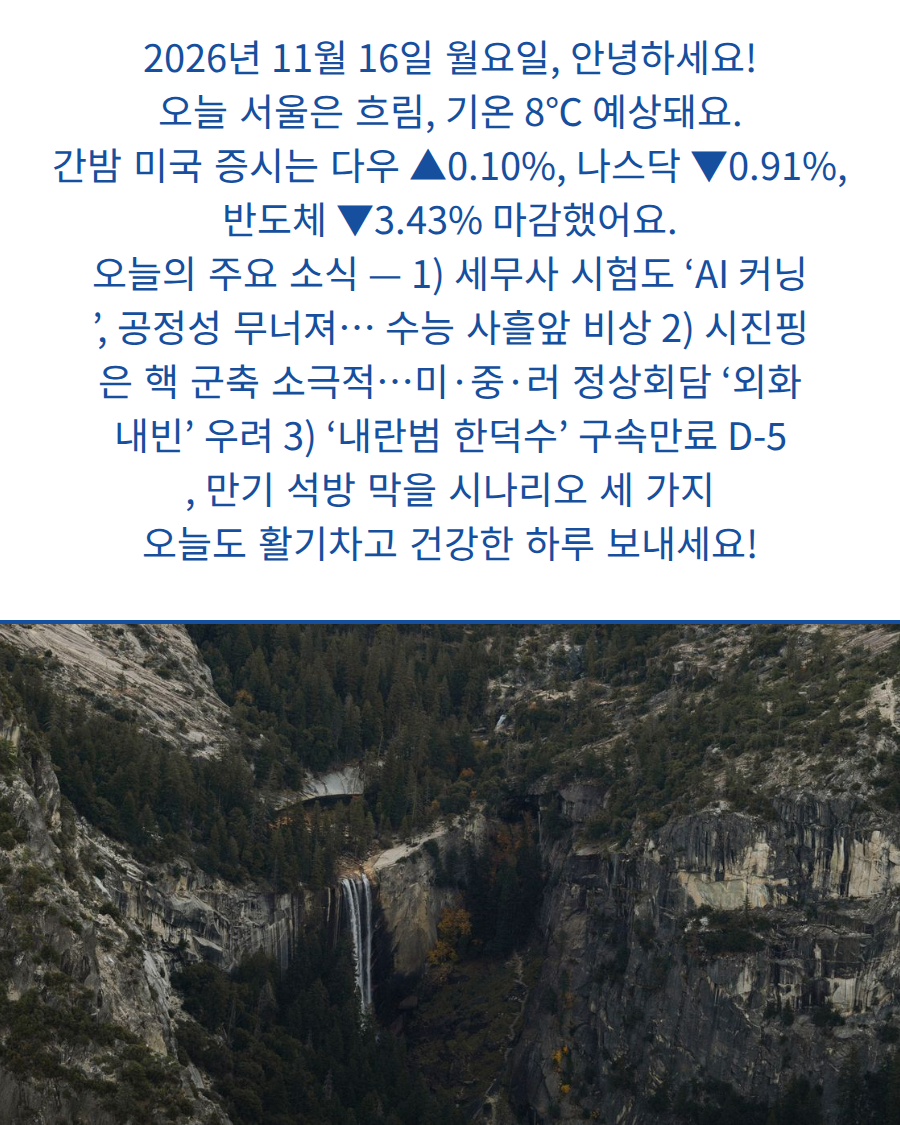 2026년 11월 16일 월요일, 안녕하세요!
오늘 서울은 흐림, 기온 8°C 예상돼요.
간밤 미국 증시는 다우 ▲0.10%, 나스닥 ▼0.91%,
반도체 ▼3.43% 마감했어요.
오늘의 주요 소식 — 1) 세무사 시험도 ‘AI 커닝
’, 공정성 무너져… 수능 사흘앞 비상 2) 시진핑
은 핵 군축 소극적…미·중·러 정상회담 ‘외화
내빈’ 우려 3) ‘내란범 한덕수’ 구속만료 D-5
, 만기 석방 막을 시나리오 세 가지
오늘도 활기차고 건강한 하루 보내세요!